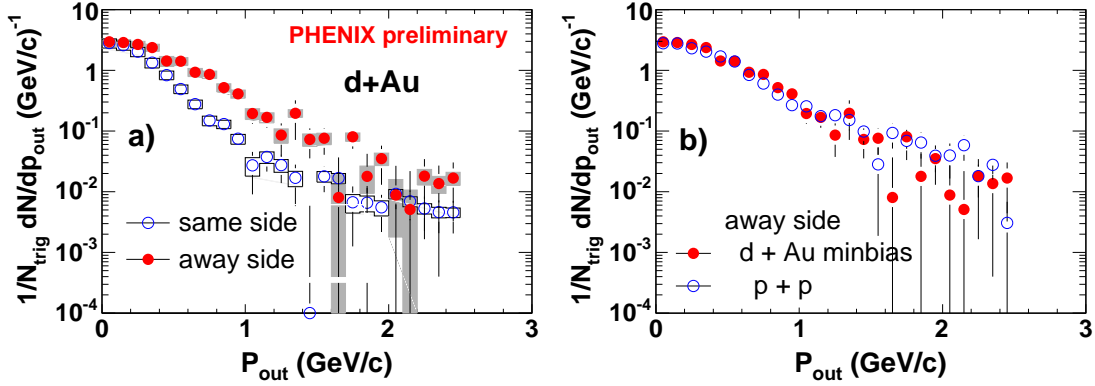 PHENIX preliminary
d+Au
a)
same side
away side
1/N_trig dN/dp_out (GeV/c)^-1
10
1
10^-1
10^-2
10^-3
10^-4
0 1 2 3
P_out (GeV/c)
b)
away side
d + Au minbias
p + p
1/N_trig dN/dp_out (GeV/c)^-1
10
1
10^-1
10^-2
10^-3
10^-4
0 1 2 3
P_out (GeV/c)